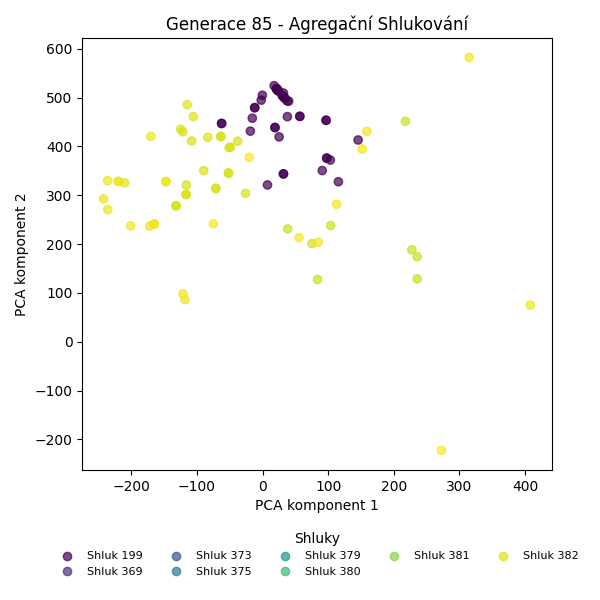 Generace 85 - Agregační Shlukování
PCA komponent 2
600
500
400
300
200
100
0
−100
−200
−200 −100 0 100 200 300 400
PCA komponent 1
Shluky
Shluk 199 Shluk 373 Shluk 379 Shluk 381 Shluk 382
Shluk 369 Shluk 375 Shluk 380